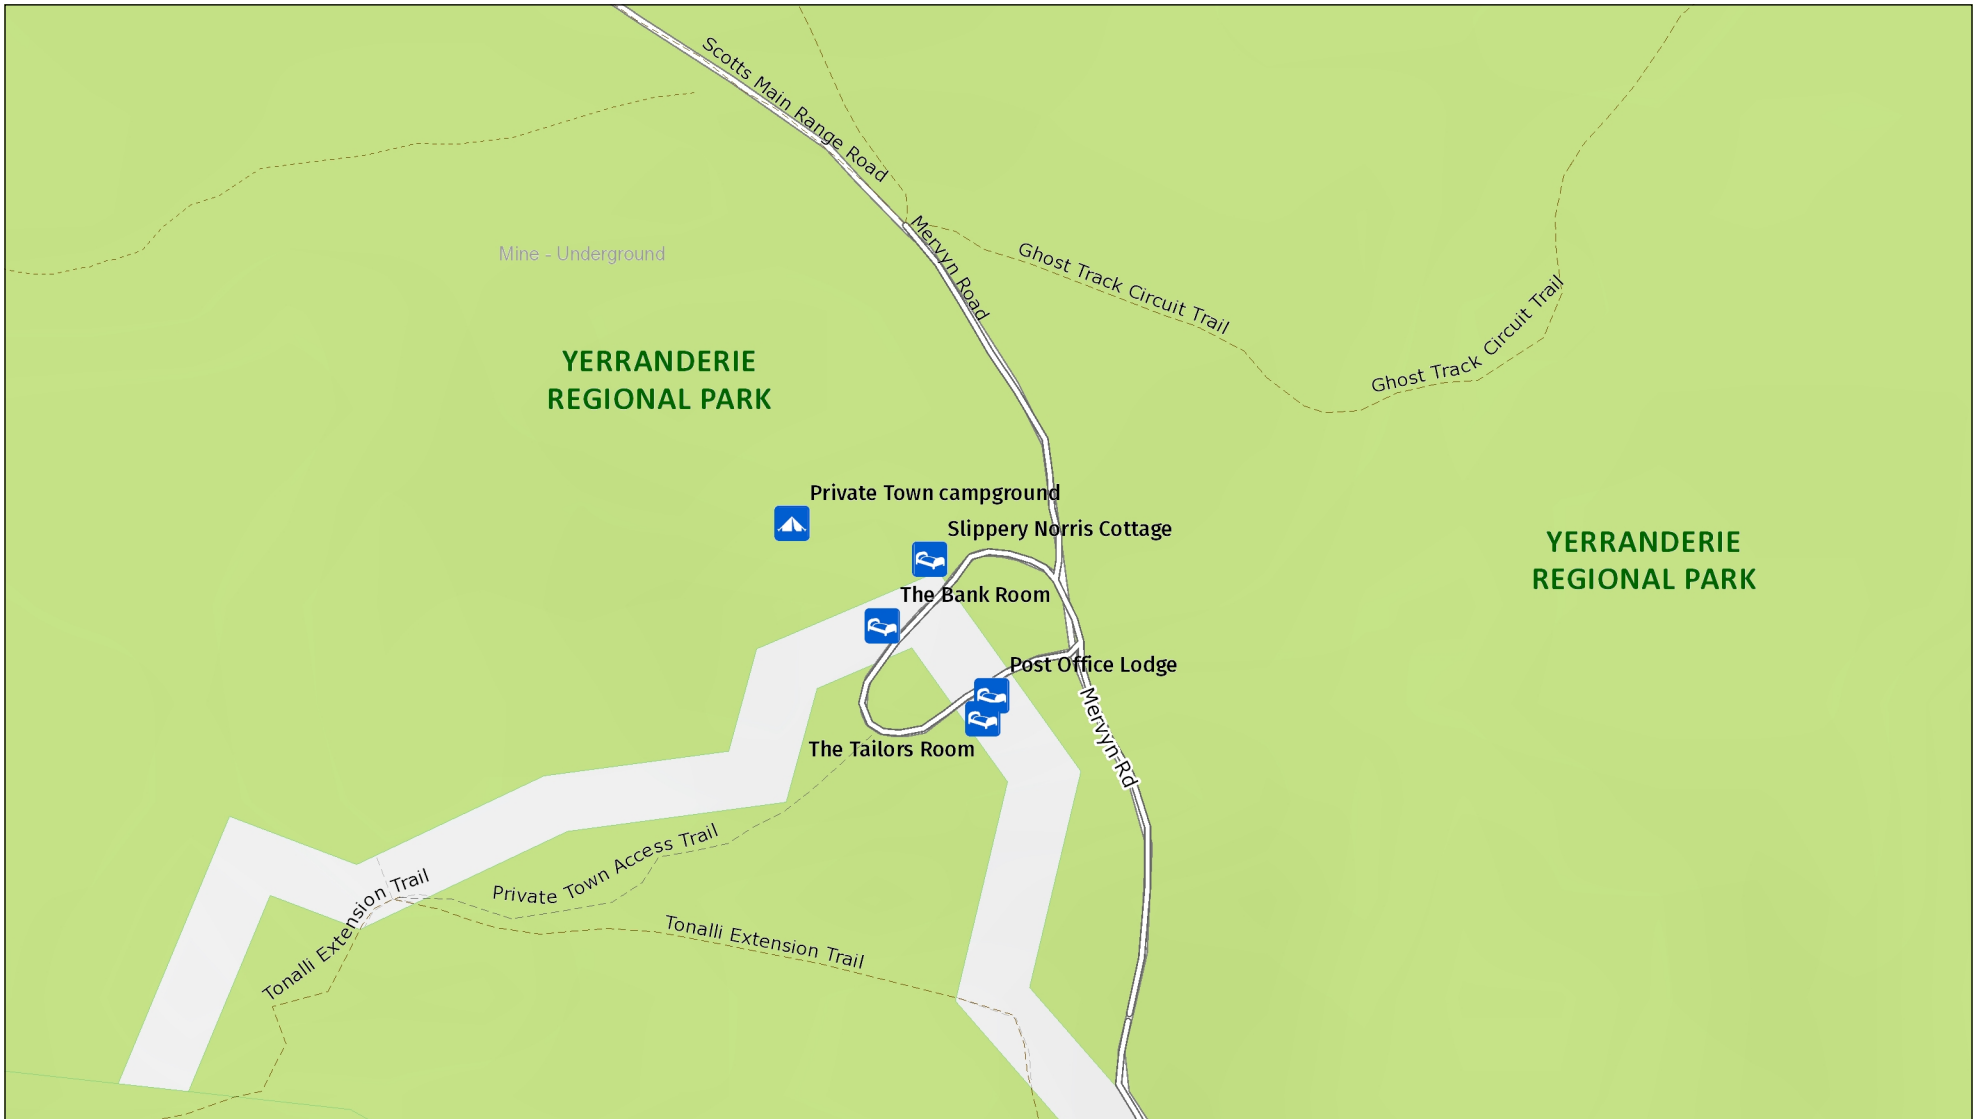 Scotts Main Range Road
Mervyn Road
Ghost Track Circuit Trail
Ghost Track Circuit Trail
Mine - Underground
YERRANDERIE
REGIONAL PARK
Private Town campground
Slippery Norris Cottage
YERRANDERIE
REGIONAL PARK
The Bank Room
Post Office Lodge
Mervyn Rd
The Tailors Room
Private Town Access Trail
Tonalli Extension Trail
Tonalli Extension Trail